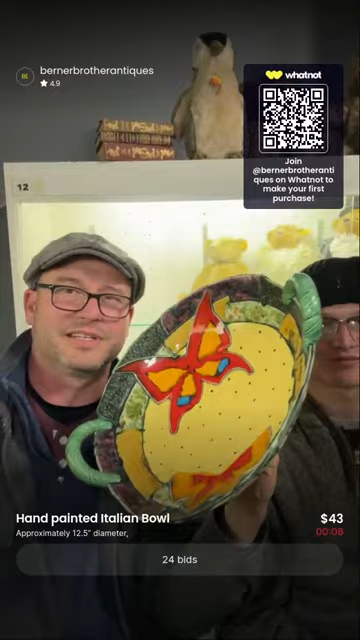 BE
bernerbrotherantiques
4.9
whatnot
Join
@bernerbrotheranti
ques on Whatnot to
make your first
purchase!
12
Hand painted Italian Bowl
$43
Approximately 12.5" diameter,
00:08
24 bids